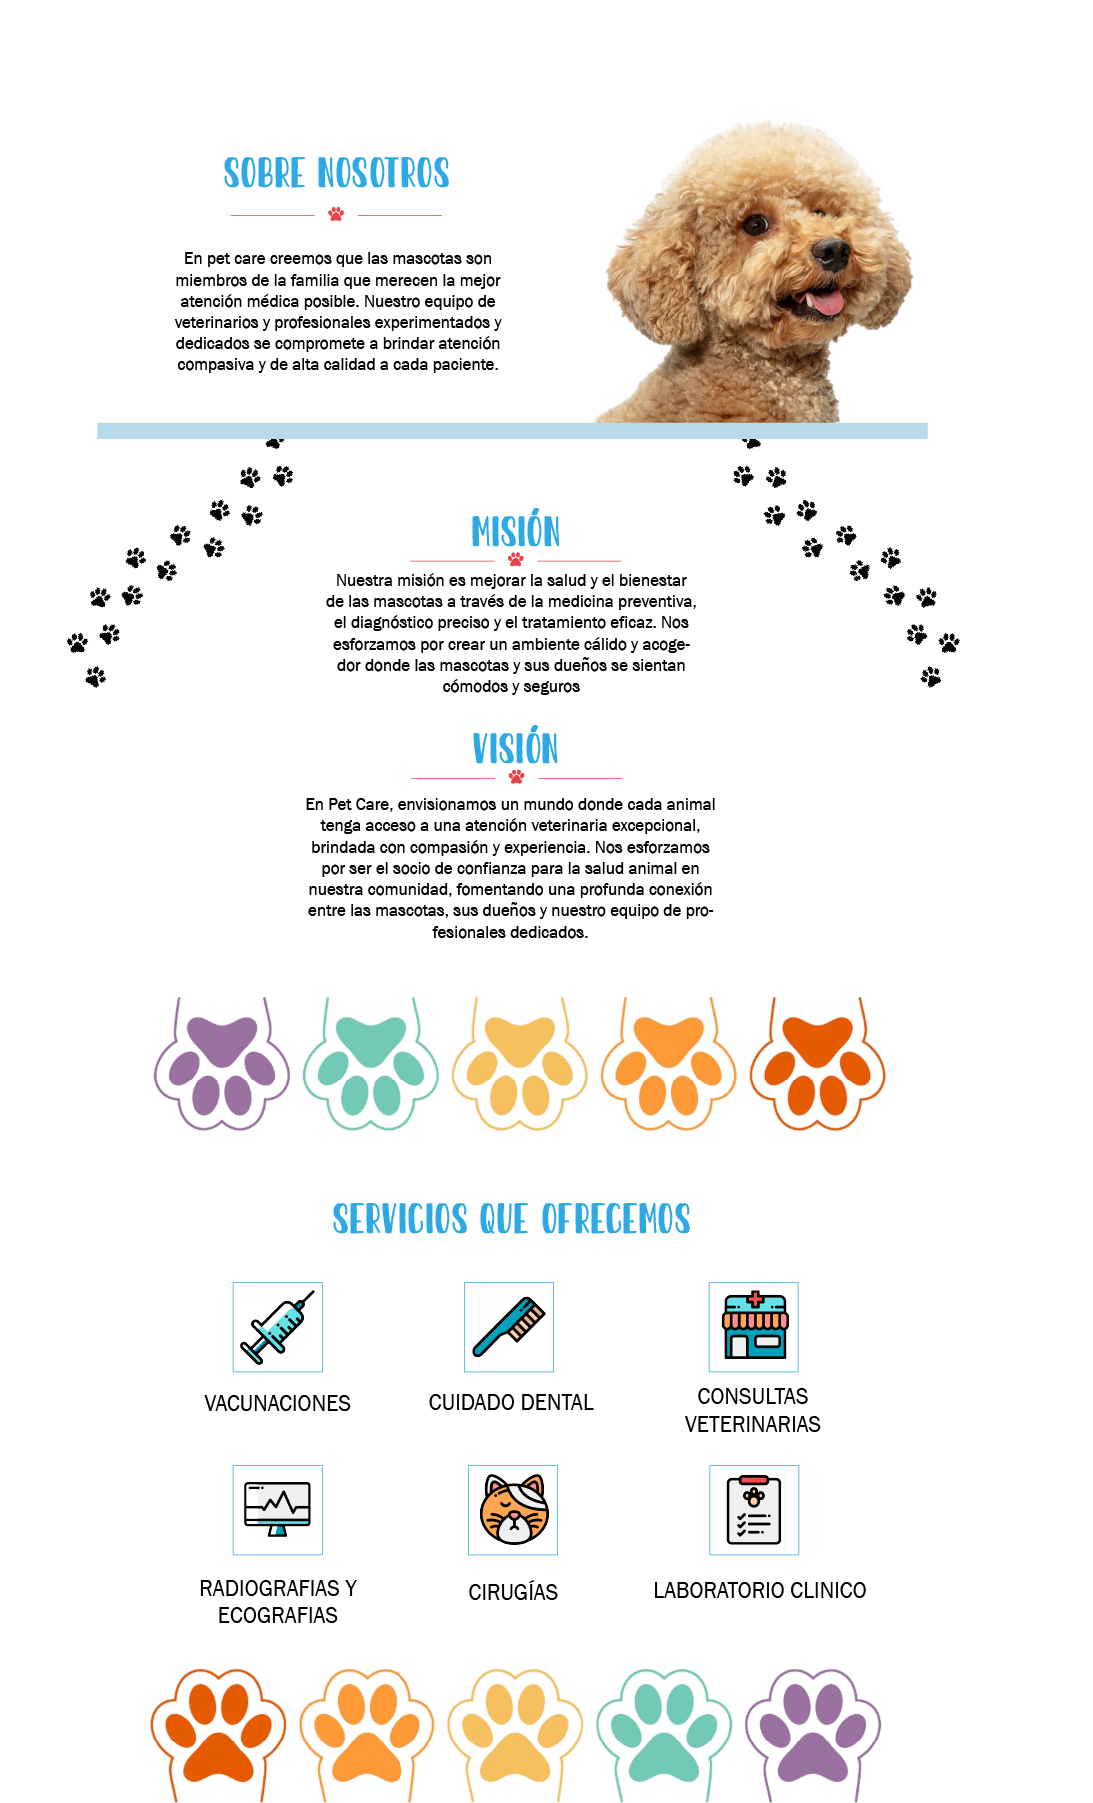 SOBRE NOSOTROS
En pet care creemos que las mascotas son
miembros de la familia que merecen la mejor
atención médica posible. Nuestro equipo de
veterinarios y profesionales experimentados y
dedicados se compromete a brindar atención
compasiva y de alta calidad a cada paciente.
MISIÓN
Nuestra misión es mejorar la salud y el bienestar
de las mascotas a través de la medicina preventiva,
el diagnóstico preciso y el tratamiento eficaz. Nos
esforzamos por crear un ambiente cálido y acoge-
dor donde las mascotas y sus dueños se sientan
cómodos y seguros
VISIÓN
En Pet Care, envisionamos un mundo donde cada animal
tenga acceso a una atención veterinaria excepcional,
brindada con compasión y experiencia. Nos esforzamos
por ser el socio de confianza para la salud animal en
nuestra comunidad, fomentando una profunda conexión
entre las mascotas, sus dueños y nuestro equipo de pro-
fesionales dedicados.
SERVICIOS QUE OFRECEMOS
VACUNACIONES
CUIDADO DENTAL
CONSULTAS
VETERINARIAS
RADIOGRAFIAS Y
ECOGRAFIAS
CIRUGÍAS
LABORATORIO CLINICO